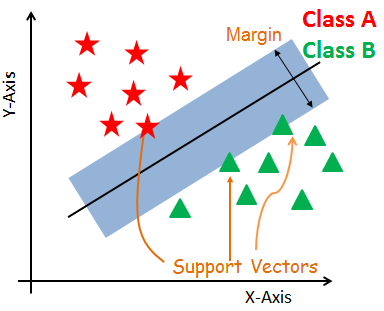 Class A
Margin
Class B
Y-Axis
Support Vectors
X-Axis